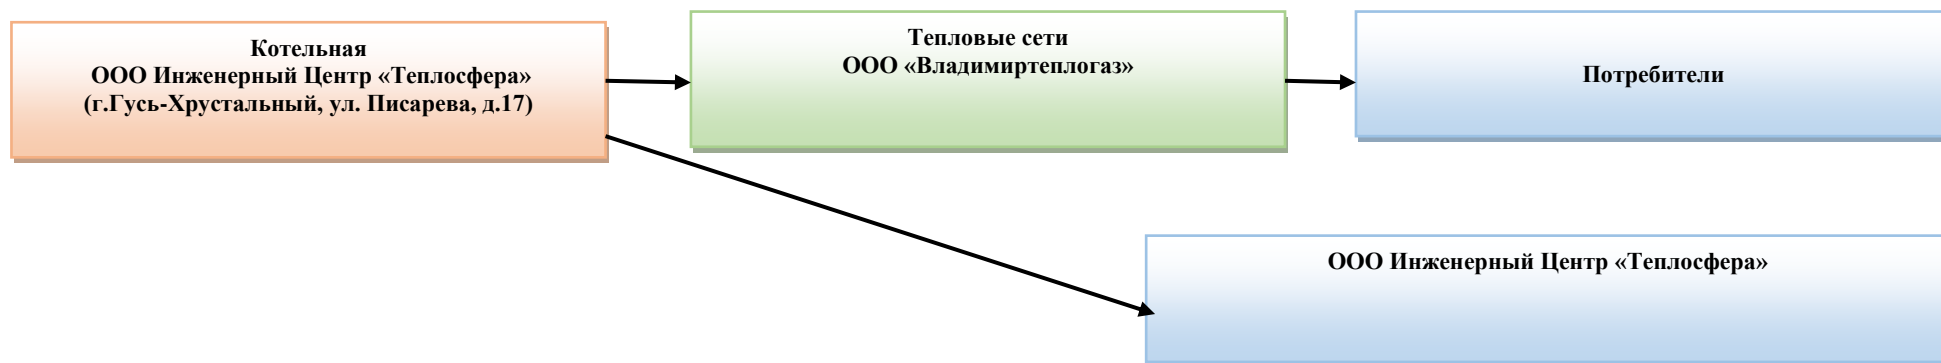 Котельная
ООО Инженерный Центр «Теплосфера»
(г.Гусь-Хрустальный, ул. Писарева, д.17)
Тепловые сети
ООО «Владимиртеплогаз»
Потребители
ООО Инженерный Центр «Теплосфера»